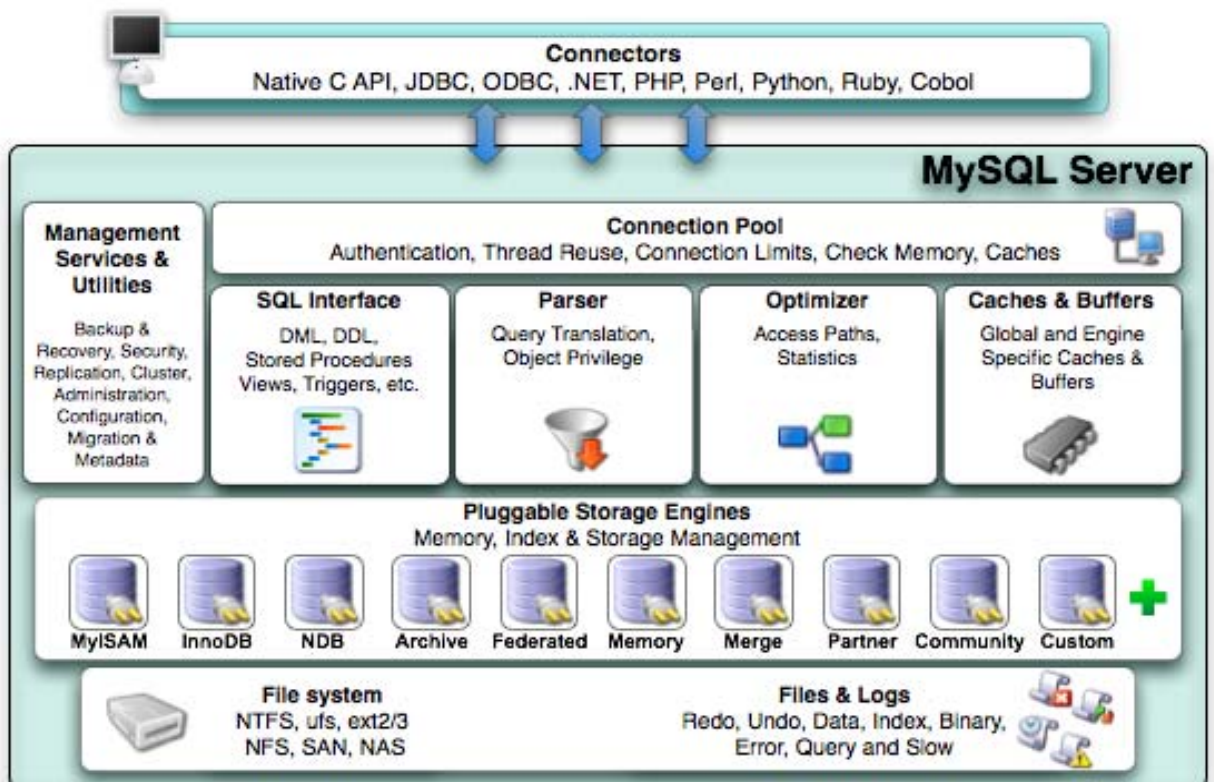 Connectors
Native C API, JDBC, ODBC, .NET, PHP, Perl, Python, Ruby, Cobol
MySQL Server
Management
Services &
Utilities
Backup &
Recovery, Security,
Replication, Cluster,
Administration,
Configuration,
Migration &
Metadata
Connection Pool
Authentication, Thread Reuse, Connection Limits, Check Memory, Caches
SQL Interface
DML, DDL,
Stored Procedures
Views, Triggers, etc.
Parser
Query Translation,
Object Privilege
Optimizer
Access Paths,
Statistics
Caches & Buffers
Global and Engine
Specific Caches &
Buffers
Pluggable Storage Engines
Memory, Index & Storage Management
MyISAM
InnoDB
NDB
Archive
Federated
Memory
Merge
Partner
Community
Custom
File system
NTFS, ufs, ext2/3
NFS, SAN, NAS
Files & Logs
Redo, Undo, Data, Index, Binary,
Error, Query and Slow